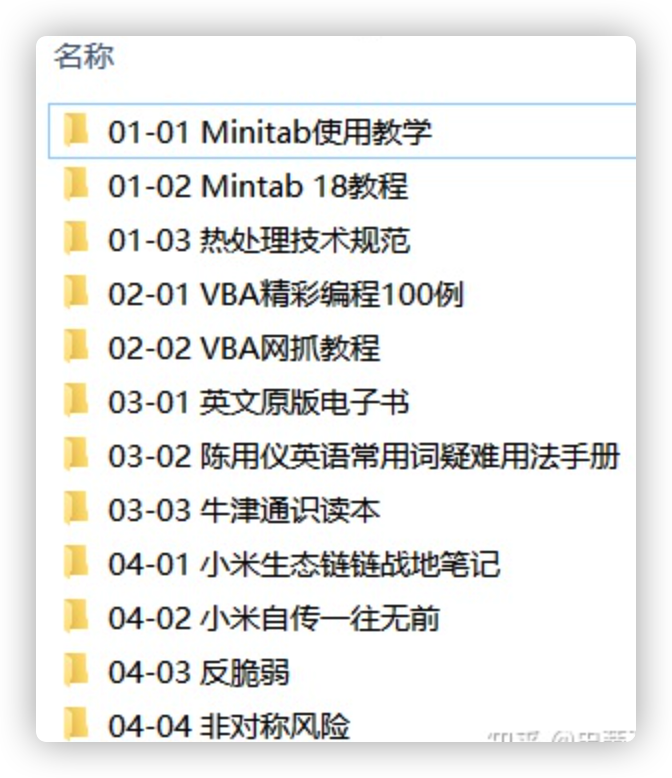 名称
01-01 Minitab使用教学
01-02 Mintab 18教程
01-03 热处理技术规范
02-01 VBA精彩编程100例
02-02 VBA网抓教程
03-01 英文原版电子书
03-02 陈用仪英语常用词疑难用法手册
03-03 牛津通识读本
04-01 小米生态链链战地笔记
04-02 小米自传一往无前
04-03 反脆弱
04-04 非对称风险